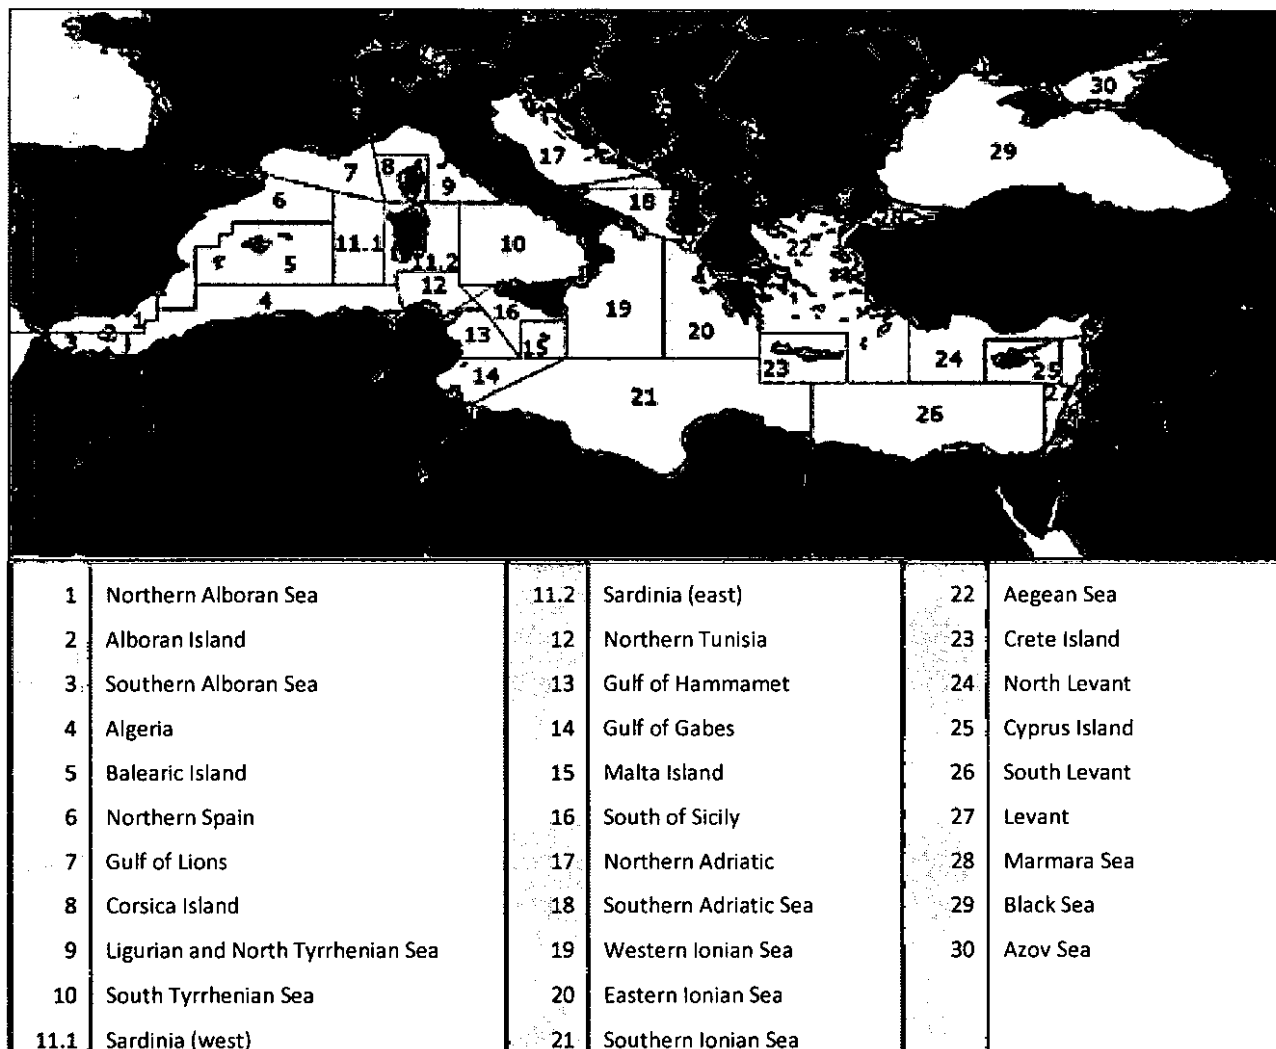 30
29
17
8
7
9
6
18
22
11.1
10
5
11.2
12
4
16
19
20
1
3
13
15
24
23
25
14
21
26
2
1 Northern Alboran Sea
2 Alboran Island
3 Southern Alboran Sea
4 Algeria
5 Balearic Island
6 Northern Spain
7 Gulf of Lions
8 Corsica Island
9 Ligurian and North Tyrrhenian Sea
10 South Tyrrhenian Sea
11.1 Sardinia (west)
11.2 Sardinia (east)
12 Northern Tunisia
13 Gulf of Hammamet
14 Gulf of Gabes
15 Malta Island
16 South of Sicily
17 Northern Adriatic
18 Southern Adriatic Sea
19 Western Ionian Sea
20 Eastern Ionian Sea
21 Southern Ionian Sea
22 Aegean Sea
23 Crete Island
24 North Levant
25 Cyprus Island
26 South Levant
27 Levant
28 Marmara Sea
29 Black Sea
30 Azov Sea